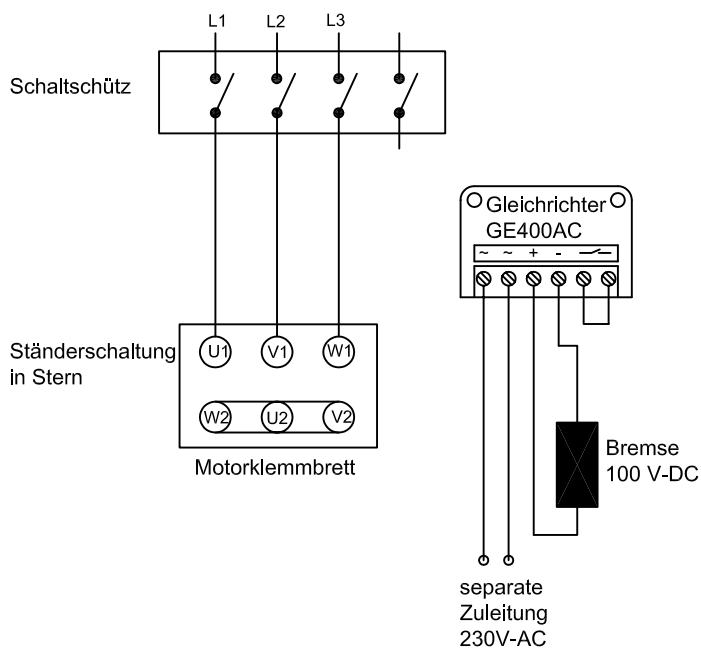 L1 L2 L3
Schaltschütz
Gleichrichter
GE400AC
~ ~ + -
Ständerschaltung
in Stern
U1 V1 W1
W2 U2 V2
Motorklemmbrett
Bremse
100 V-DC
separate
Zuleitung
230V-AC